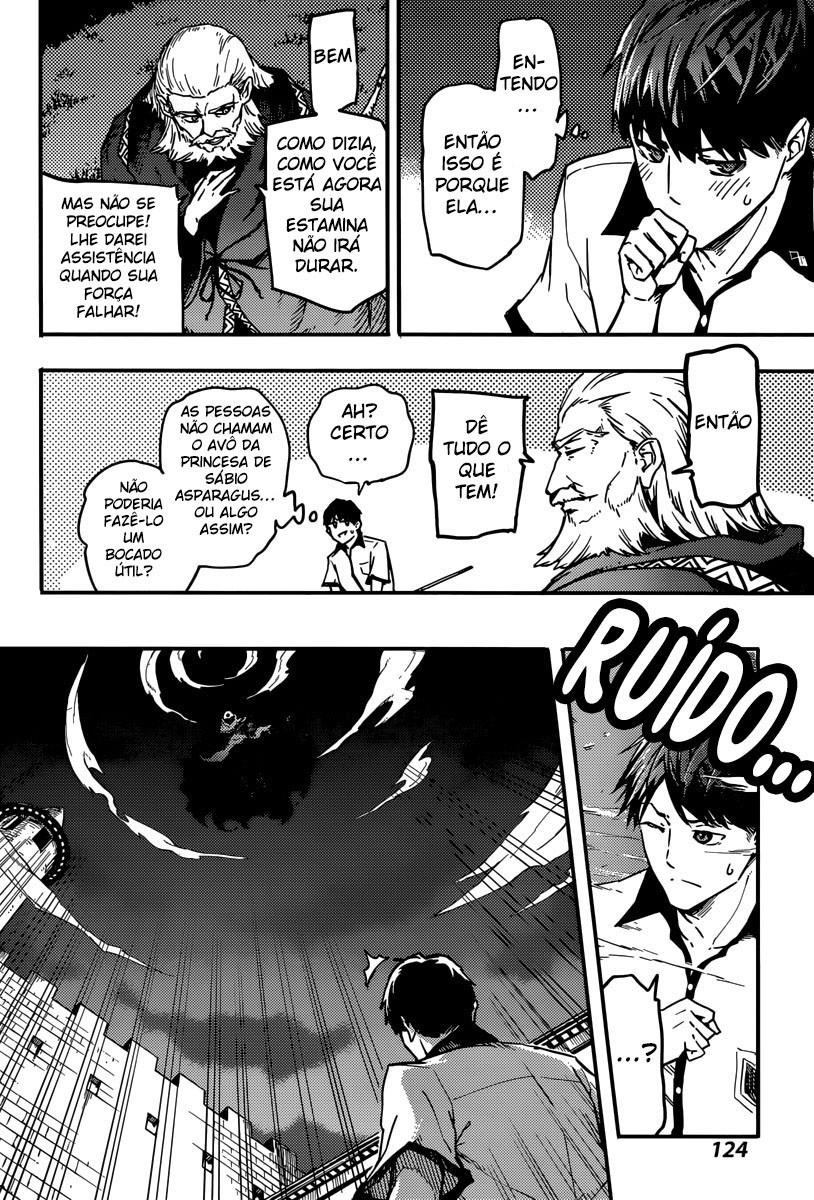 EN-
TENDO
...
ENTÃO
ISSO É
PORQUE
ELA...
BEM
COMO DIZIA,
COMO VOCÊ
ESTÁ AGORA
SUA
ESTAMINA
NÃO IRÁ
DURAR.
MAS NÃO SE
PREOCUPE!
LHE DAREI
ASSISTÊNCIA
QUANDO SUA
FORÇA
FALHAR!
ENTÃO
DÊ
TUDO O
QUE
TEM!
AH?
CERTO
...
AS PESSOAS
NÃO CHAMAM
O AVÔ DA
PRINCESA DE
SÁBIO
ASPARAGUS...
OU ALGO
ASSIM?
NÃO
PODERIA
FAZÊ-LO
UM
BOCADO
ÚTIL?
RUÍDO...
...?
124